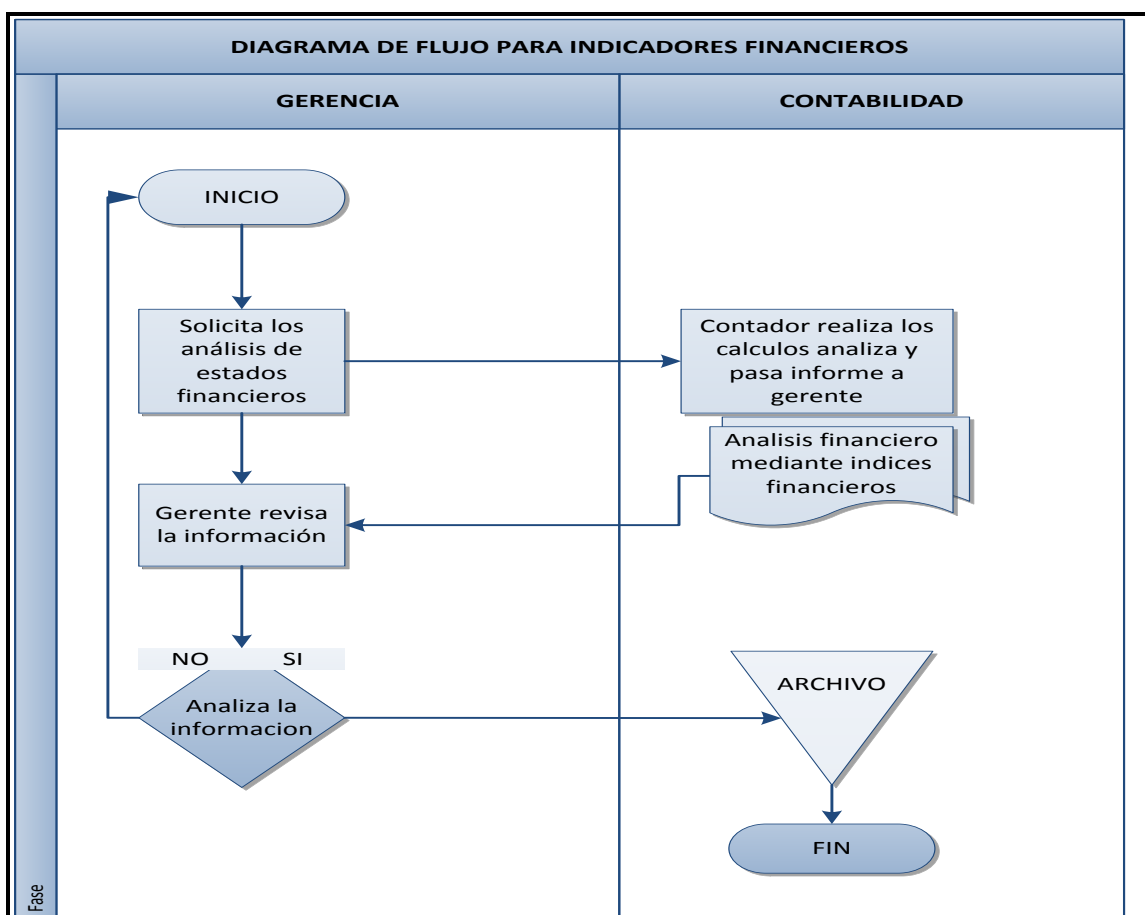 DIAGRAMA DE FLUJO PARA INDICADORES FINANCIEROS
GERENCIA
CONTABILIDAD
INICIO
Solicita los
análisis de
estados
financieros
Contador realiza los
calculos analiza y
pasa informe a
gerente
Analisis financiero
mediante indices
financieros
Gerente revisa
la información
NO SI
Analiza la
informacion
ARCHIVO
FIN
Fase